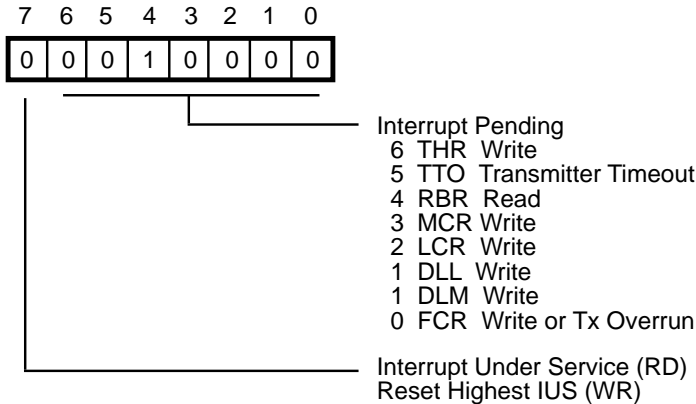 7 6 5 4 3 2 1 0
0 0 0 1 0 0 0 0
Interrupt Pending
6 THR Write
5 TTO Transmitter Timeout
4 RBR Read
3 MCR Write
2 LCR Write
1 DLL Write
1 DLM Write
0 FCR Write or Tx Overrun
Interrupt Under Service (RD)
Reset Highest IUS (WR)